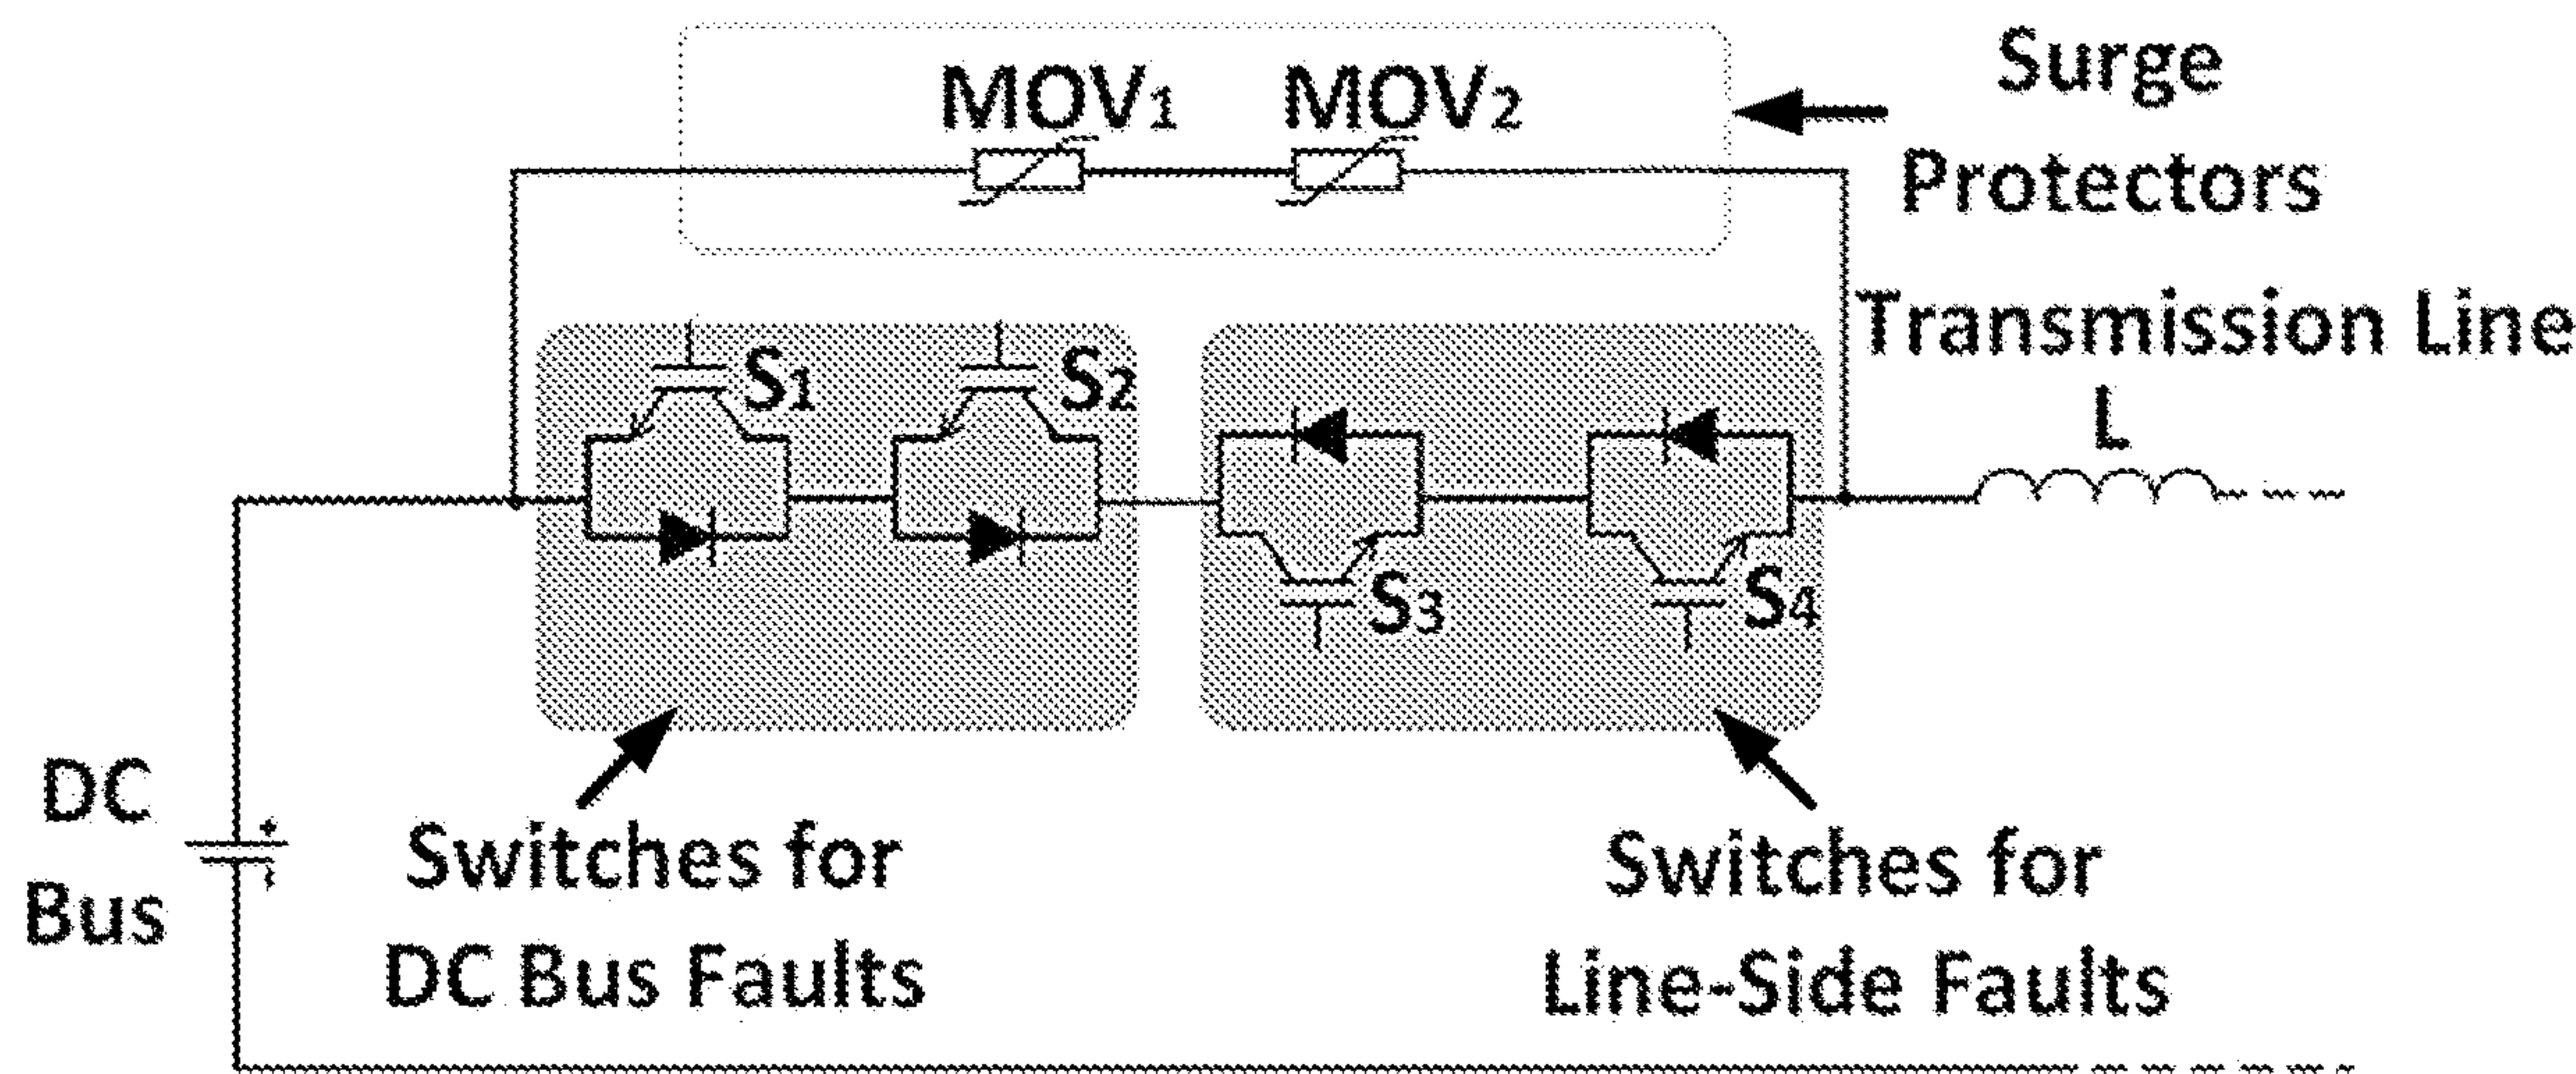 MOV1 MOV2
Surge
Protectors
Transmission Line
L
S1 S2
S3 S4
DC
Bus
+
-
Switches for
DC Bus Faults
Switches for
Line-Side Faults